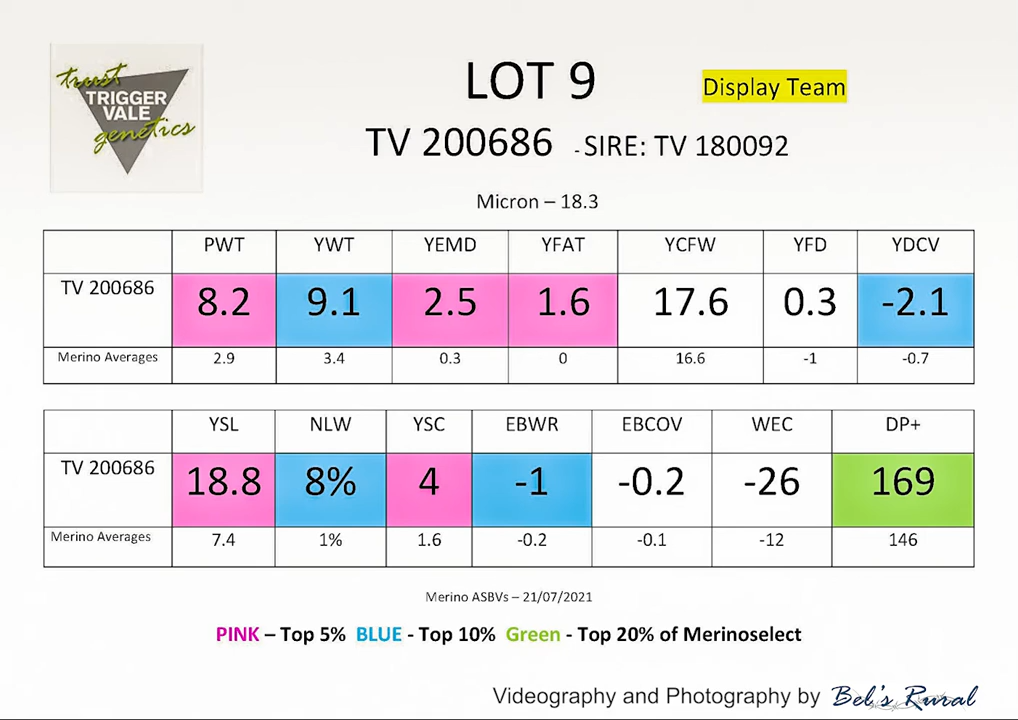 trust
TRIGGER
VALE
genetics
LOT 9
Display Team
TV 200686 - SIRE: TV 180092
Micron – 18.3
PWT YWT YEMD YFAT YCFW YFD YDCV
TV 200686 8.2 9.1 2.5 1.6 17.6 0.3 -2.1
Merino Averages 2.9 3.4 0.3 0 16.6 -1 -0.7
YSL NLW YSC EBWR EBCOV WEC DP+
TV 200686 18.8 8% 4 -1 -0.2 -26 169
Merino Averages 7.4 1% 1.6 -0.2 -0.1 -12 146
Merino ASBVs – 21/07/2021
PINK – Top 5% BLUE - Top 10% Green - Top 20% of Merinoselect
Videography and Photography by Bel's Rural